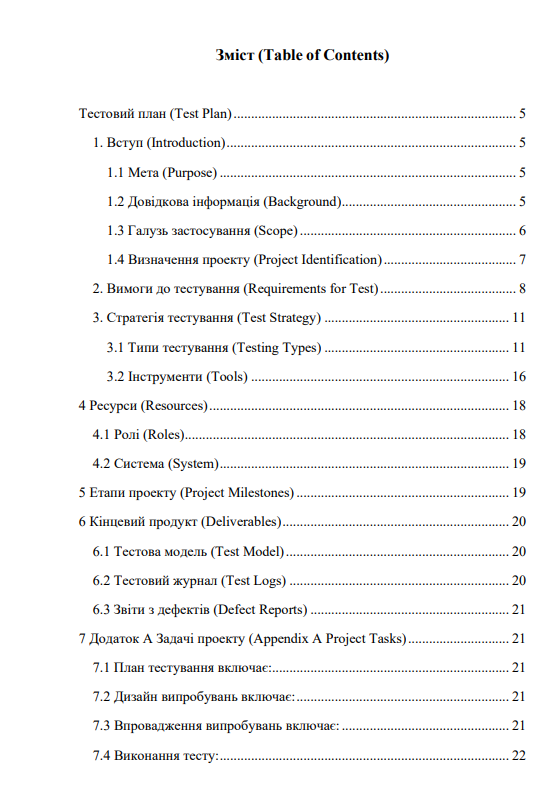 Зміст (Table of Contents)
Тестовий план (Test Plan) ............ 5
1. Вступ (Introduction) ............ 5
1.1 Мета (Purpose) ............ 5
1.2 Довідкова інформація (Background) ............ 5
1.3 Галузь застосування (Scope) ............ 6
1.4 Визначення проекту (Project Identification) ............ 7
2. Вимоги до тестування (Requirements for Test) ............ 8
3. Стратегія тестування (Test Strategy) ............ 11
3.1 Типи тестування (Testing Types) ............ 11
3.2 Інструменти (Tools) ............ 16
4 Ресурси (Resources) ............ 18
4.1 Ролі (Roles) ............ 18
4.2 Система (System) ............ 19
5 Етапи проекту (Project Milestones) ............ 19
6 Кінцевий продукт (Deliverables) ............ 20
6.1 Тестова модель (Test Model) ............ 20
6.2 Тестовий журнал (Test Logs) ............ 20
6.3 Звіти з дефектів (Defect Reports) ............ 21
7 Додаток А Задачі проекту (Appendix A Project Tasks) ............ 21
7.1 План тестування включає: ............ 21
7.2 Дизайн випробувань включає: ............ 21
7.3 Впровадження випробувань включає: ............ 21
7.4 Виконання тесту: ............ 22